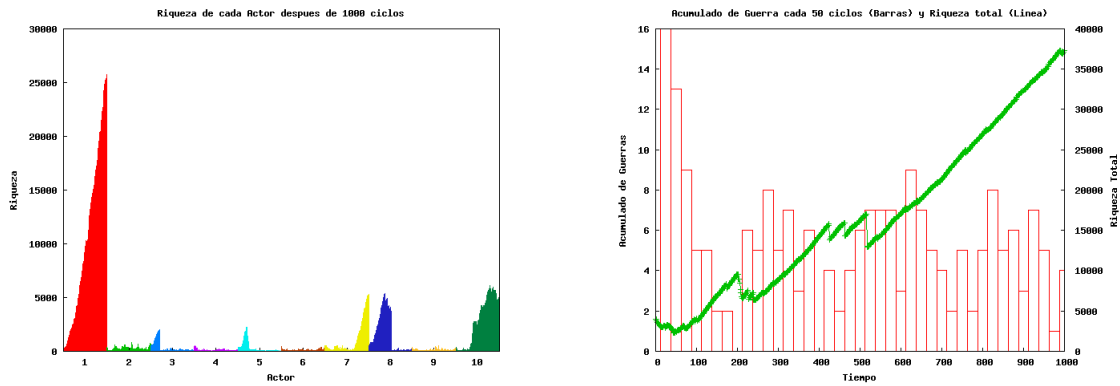 Riqueza de cada Actor despues de 1000 ciclos
30000
25000
20000
15000
10000
5000
0
Riqueza
1 2 3 4 5 6 7 8 9 10
Actor
Acumulado de Guerra cada 50 ciclos (Barras) y Riqueza total (Linea)
16
14
12
10
8
6
4
2
0
Acumulado de Guerras
40000
35000
30000
25000
20000
15000
10000
5000
0
Riqueza Total
0 100 200 300 400 500 600 700 800 900 1000
Tiempo